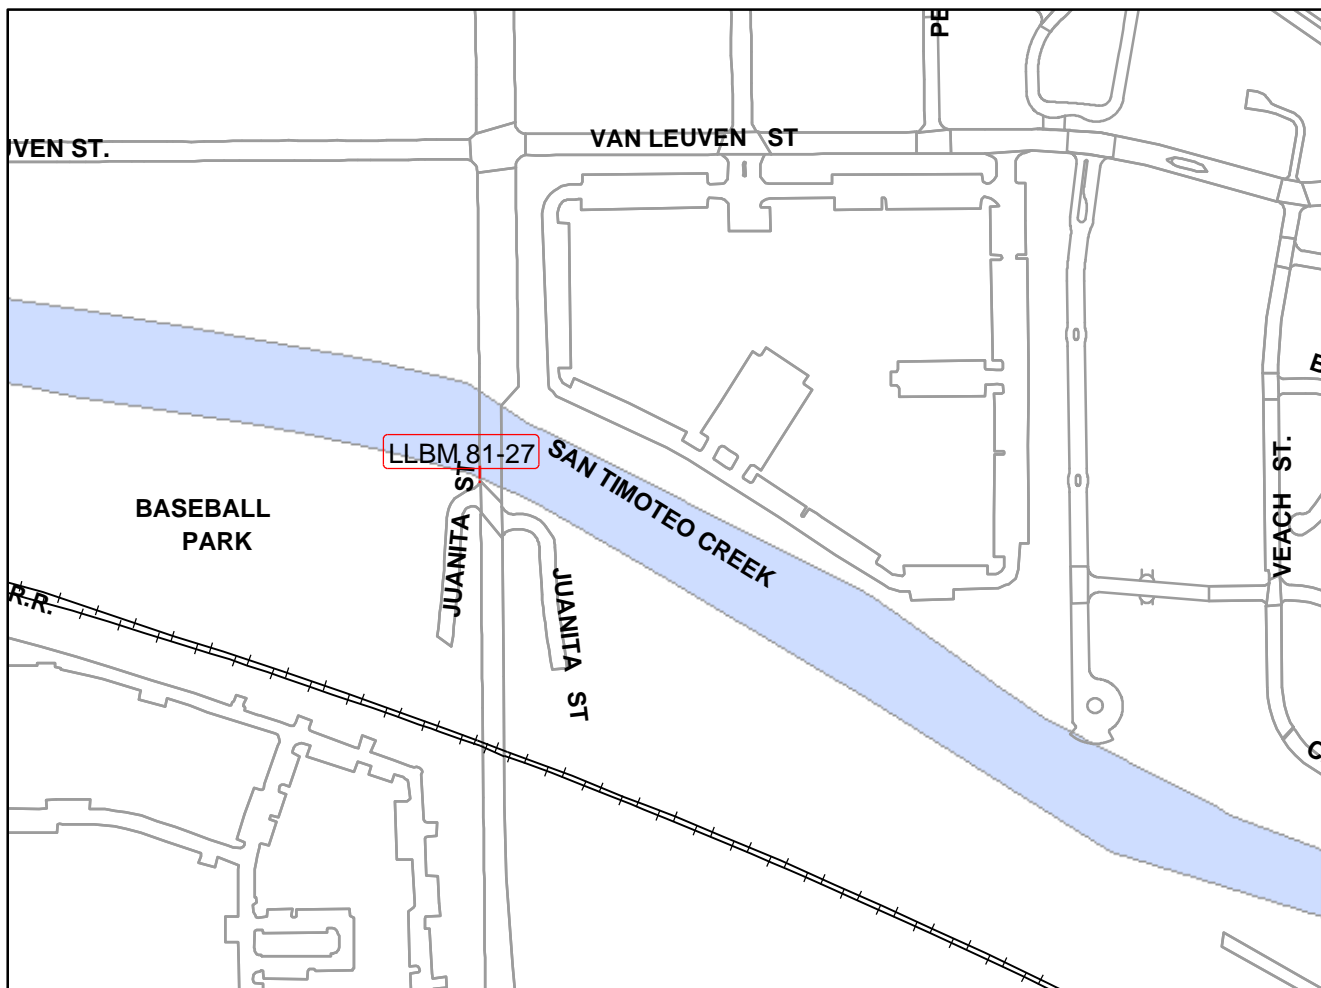 PE
VAN LEUVEN ST
UVEN ST.
LLBM 81-27
SAN TIMOTEO CREEK
JUANITA ST
JUANITA ST
BASEBALL
PARK
R.R.
VEACH ST.